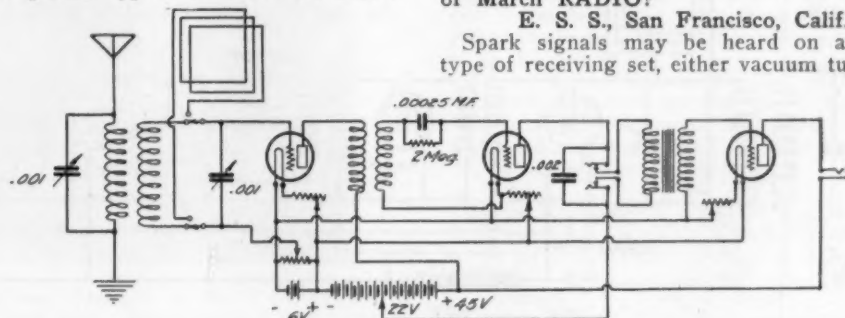 of March RADIO?
E. S. S., San Francisco, Calif.
Spark signals may be heard on a
type of receiving set, either vacuum tu
.001
.001
.00025 MF.
2 Meg.
.002
- 6V + - 22V + 45V